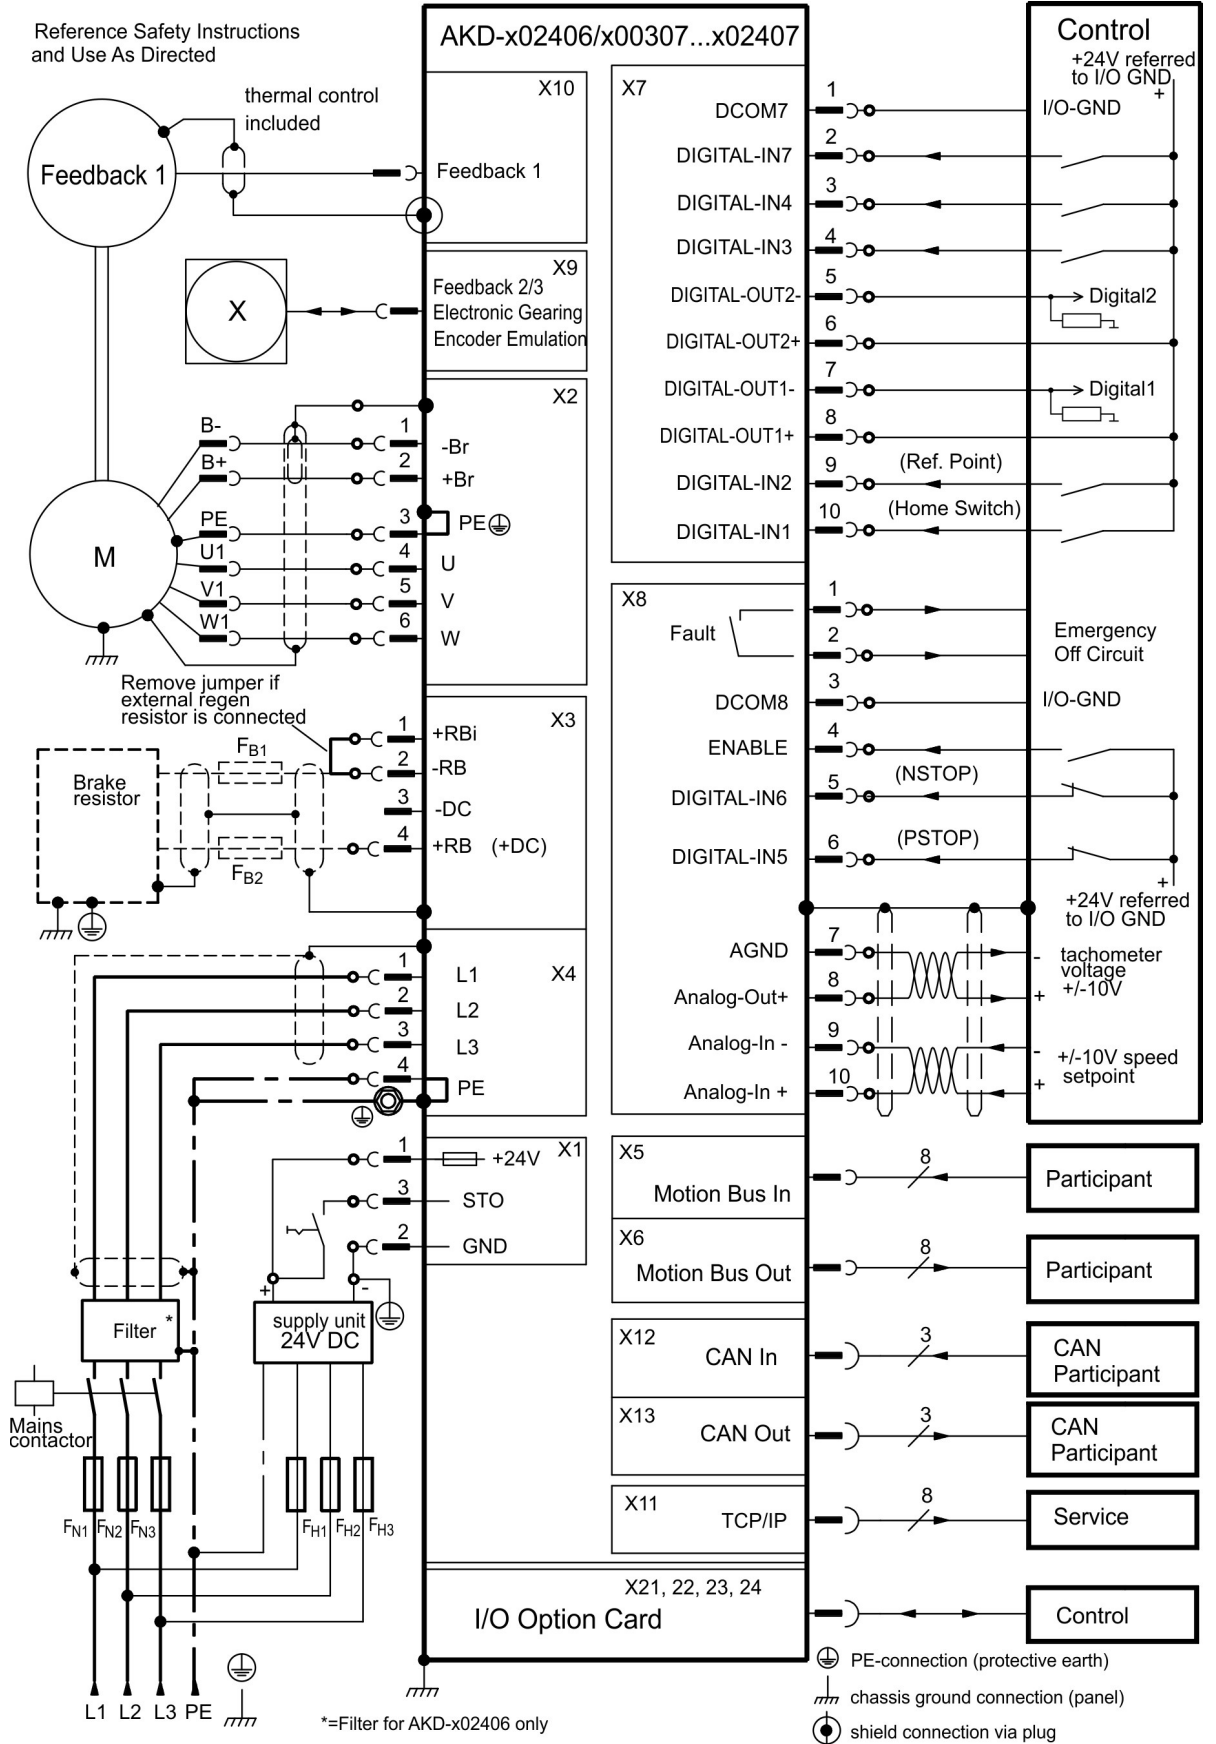 Reference Safety Instructions
and Use As Directed
AKD-x02406/x00307...x02407
Control
+24V referred
to I/O GND
+
thermal control
included
Feedback 1
X10
Feedback 1
X9
Feedback 2/3
Electronic Gearing
Encoder Emulation
X
X2
B-
1
-Br
B+
2
+Br
PE
3
PE
U1
4
U
V1
5
V
W1
6
W
M
Remove jumper if
external regen
resistor is connected
X3
1
+RBi
FB1
2
-RB
Brake
resistor
3
-DC
4
+RB (+DC)
FB2
X4
1
L1
2
L2
3
L3
4
PE
X1
1
+24V
3
STO
2
GND
+
-
supply unit
24V DC
Filter *
Mains
contactor
FN1 FN2 FN3
FH1 FH2 FH3
L1 L2 L3 PE
*=Filter for AKD-x02406 only
X7
DCOM7
1
I/O-GND
DIGITAL-IN7
2
DIGITAL-IN4
3
DIGITAL-IN3
4
DIGITAL-OUT2-
5
Digital2
DIGITAL-OUT2+
6
DIGITAL-OUT1-
7
Digital1
DIGITAL-OUT1+
8
DIGITAL-IN2
9
(Ref. Point)
DIGITAL-IN1
10
(Home Switch)
X8
Fault
1
2
Emergency
Off Circuit
DCOM8
3
I/O-GND
ENABLE
4
DIGITAL-IN6
5
(NSTOP)
DIGITAL-IN5
6
(PSTOP)
+
+24V referred
to I/O GND
AGND
7
-
tachometer
voltage
+/-10V
Analog-Out+
8
+
Analog-In -
9
-
+/-10V speed
setpoint
Analog-In +
10
+
X5
Motion Bus In
8
Participant
X6
Motion Bus Out
8
Participant
X12
CAN In
3
CAN
Participant
X13
CAN Out
3
CAN
Participant
X11
TCP/IP
8
Service
X21, 22, 23, 24
I/O Option Card
Control
PE-connection (protective earth)
chassis ground connection (panel)
shield connection via plug